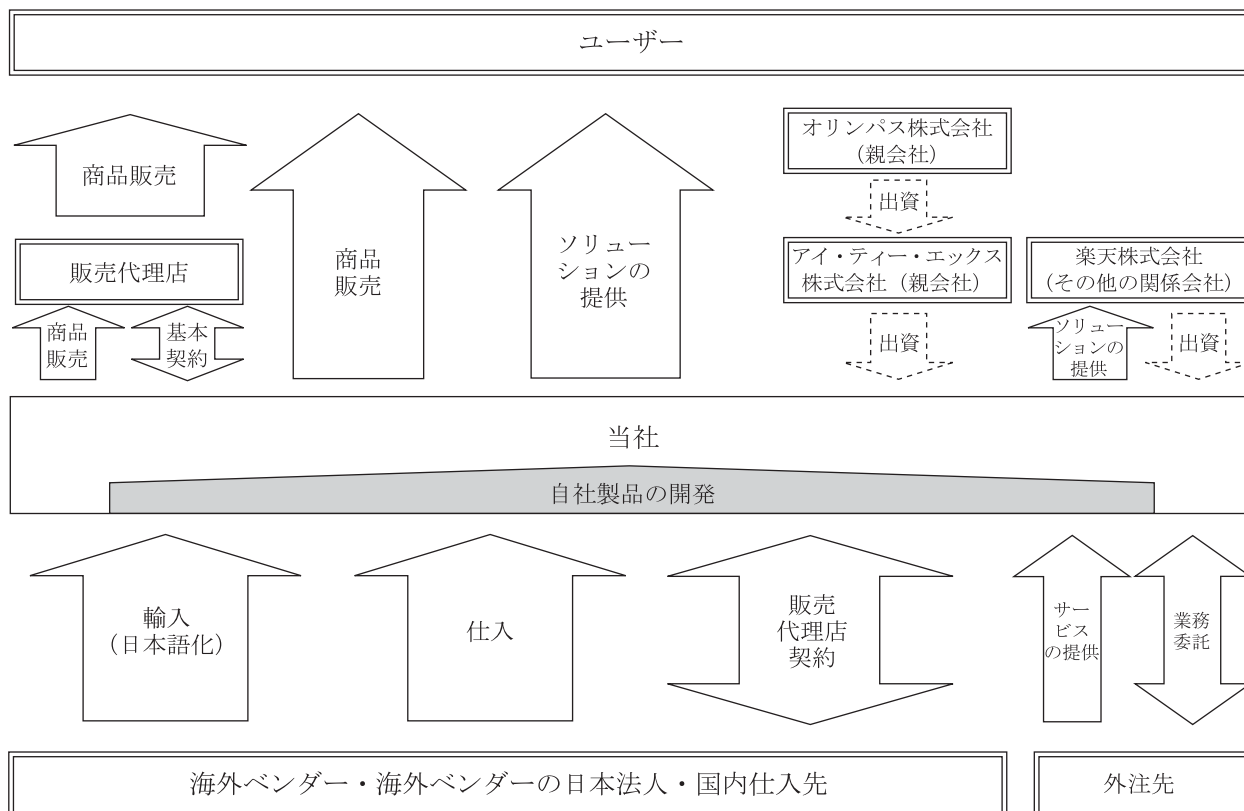 ユーザー
商品販売
販売代理店
商品
販売
基本
契約
商品
販売
ソリュー
ションの
提供
オリンパス株式会社
（親会社）
出資
アイ・ティー・エックス
株式会社（親会社）
出資
楽天株式会社
（その他の関係会社）
ソリュー
ションの
提供
出資
当社
自社製品の開発
輸入
（日本語化）
仕入
販売
代理店
契約
サー
ビス
の提供
業務
委託
海外ベンダー・海外ベンダーの日本法人・国内仕入先
外注先